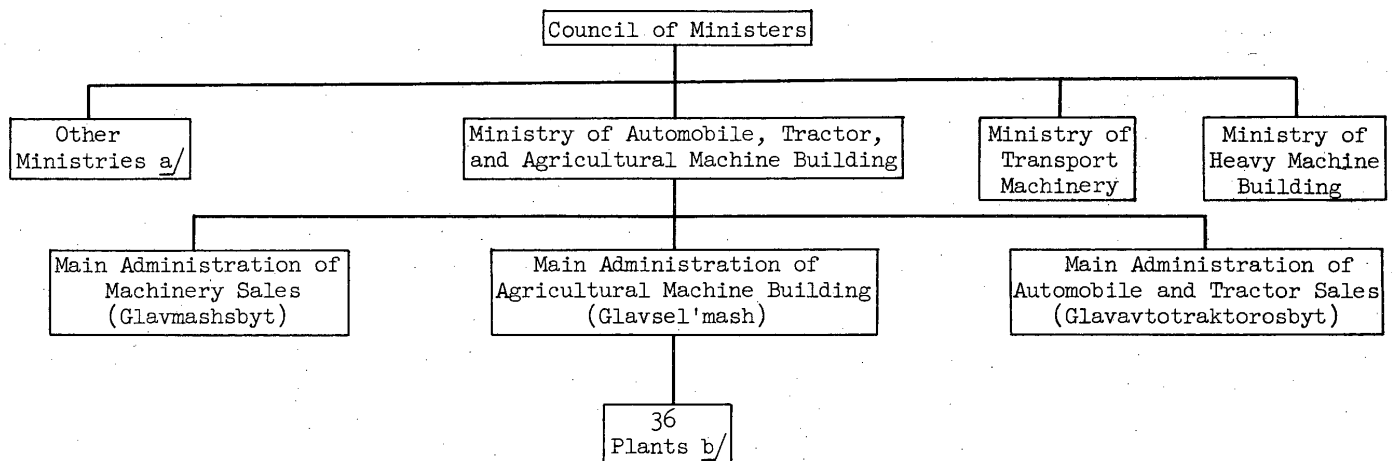 Council of Ministers
Other
Ministries a/
Ministry of Automobile, Tractor,
and Agricultural Machine Building
Ministry of
Transport
Machinery
Ministry of
Heavy Machine
Building
Main Administration of
Machinery Sales
(Glavmashsbyt)
Main Administration of
Agricultural Machine Building
(Glavsel'mash)
Main Administration of
Automobile and Tractor Sales
(Glavavtotraktorosbyt)
36
Plants b/